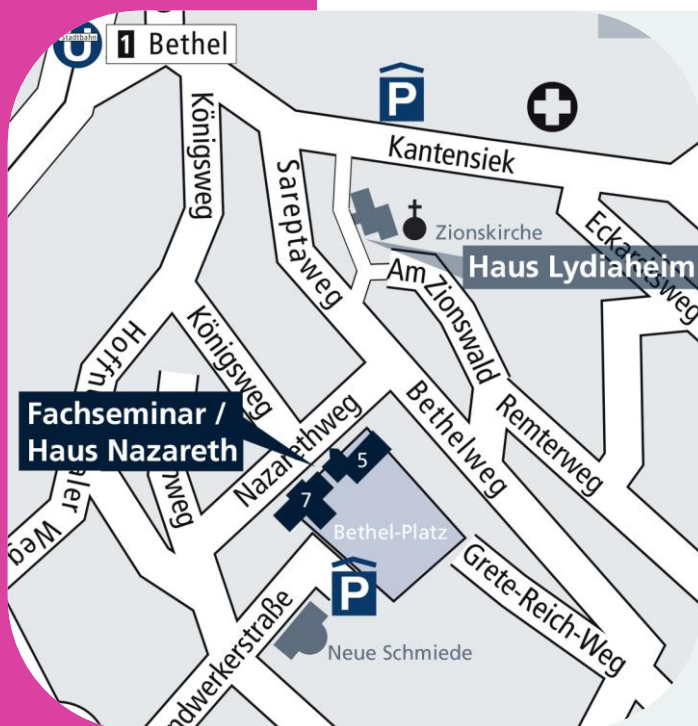 Stadtbahn
Ü
1 Bethel
P
Kantensiek
Königsweg
Sareptaweg
Zionskirche
Haus Lydiaheim
Am Zionswald
Königsweg
Bethelweg
Remterweg
Fachseminar /
Haus Nazareth
Nazarethweg
5
7
Bethel-Platz
Grete-Reich-Weg
P
Neue Schmiede